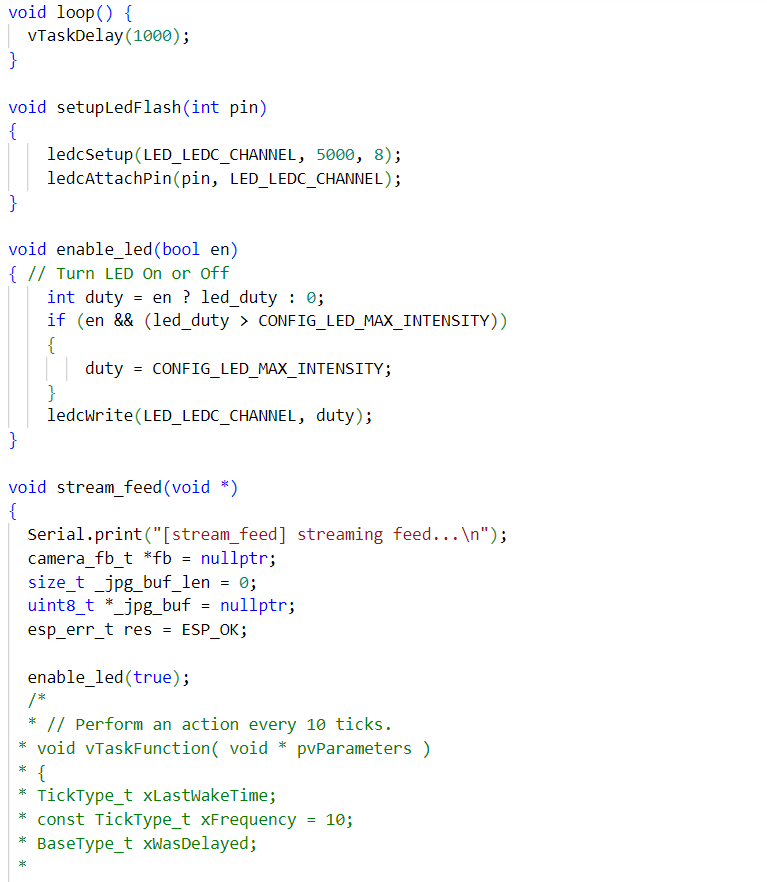 void loop() {
  vTaskDelay(1000);
}

void setupLedFlash(int pin)
{
    ledcSetup(LED_LEDC_CHANNEL, 5000, 8);
    ledcAttachPin(pin, LED_LEDC_CHANNEL);
}

void enable_led(bool en)
{ // Turn LED On or Off
    int duty = en ? led_duty : 0;
    if (en && (led_duty > CONFIG_LED_MAX_INTENSITY))
    {
        duty = CONFIG_LED_MAX_INTENSITY;
    }
    ledcWrite(LED_LEDC_CHANNEL, duty);
}

void stream_feed(void *)
{
  Serial.print("[stream_feed] streaming feed...\n");
  camera_fb_t *fb = nullptr;
  size_t _jpg_buf_len = 0;
  uint8_t *_jpg_buf = nullptr;
  esp_err_t res = ESP_OK;

  enable_led(true);
  /*
  * // Perform an action every 10 ticks.
 * void vTaskFunction( void * pvParameters )
 * {
 * TickType_t xLastWakeTime;
 * const TickType_t xFrequency = 10;
 * BaseType_t xWasDelayed;
 *